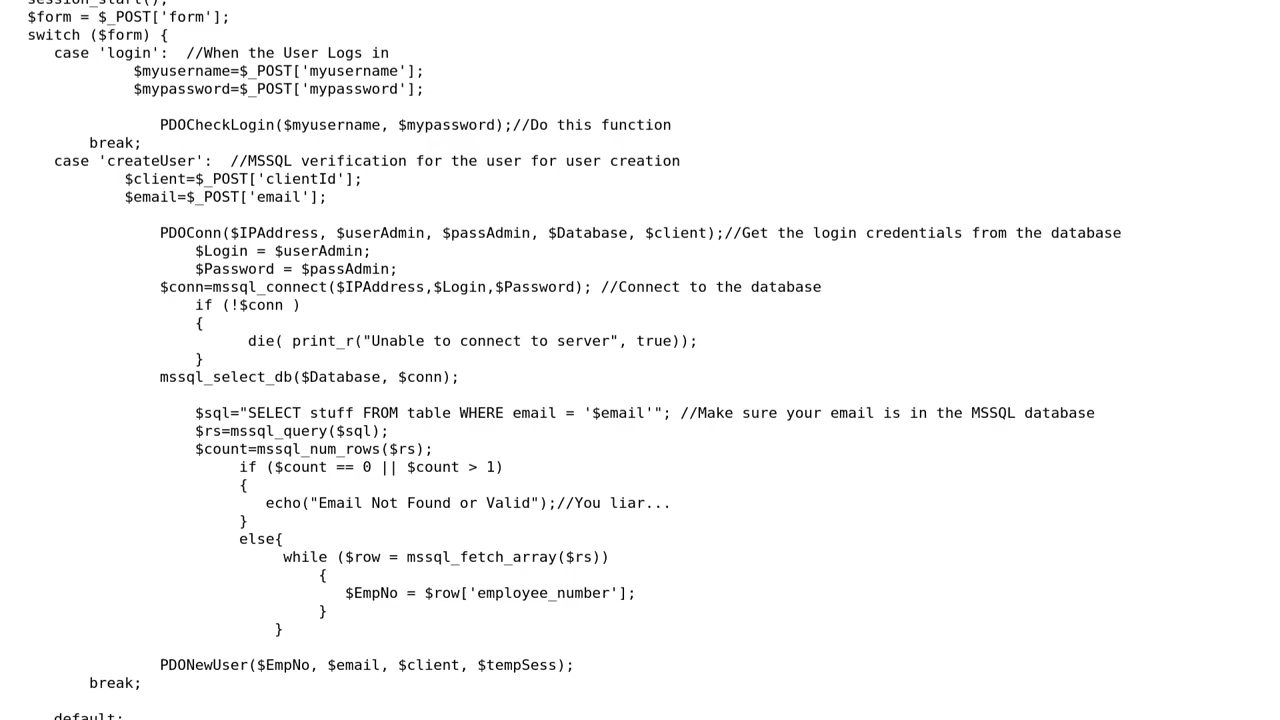 session_start();
$form = $_POST['form'];
switch ($form) {
case 'login':  //When the User Logs in
$myusername=$_POST['myusername'];
$mypassword=$_POST['mypassword'];
PDOCheckLogin($myusername, $mypassword);//Do this function
break;
case 'createUser':  //MSSQL verification for the user for user creation
$client=$_POST['clientId'];
$email=$_POST['email'];
PDOConn($IPAddress, $userAdmin, $passAdmin, $Database, $client);//Get the login credentials from the database
$Login = $userAdmin;
$Password = $passAdmin;
$conn=mssql_connect($IPAddress,$Login,$Password); //Connect to the database
if (!$conn )
{
die( print_r("Unable to connect to server", true));
}
mssql_select_db($Database, $conn);
$sql="SELECT stuff FROM table WHERE email = '$email'"; //Make sure your email is in the MSSQL database
$rs=mssql_query($sql);
$count=mssql_num_rows($rs);
if ($count == 0 || $count > 1)
{
echo("Email Not Found or Valid");//You liar...
}
else{
while ($row = mssql_fetch_array($rs))
{
$EmpNo = $row['employee_number'];
}
}
PDONewUser($EmpNo, $email, $client, $tempSess);
break;
default: